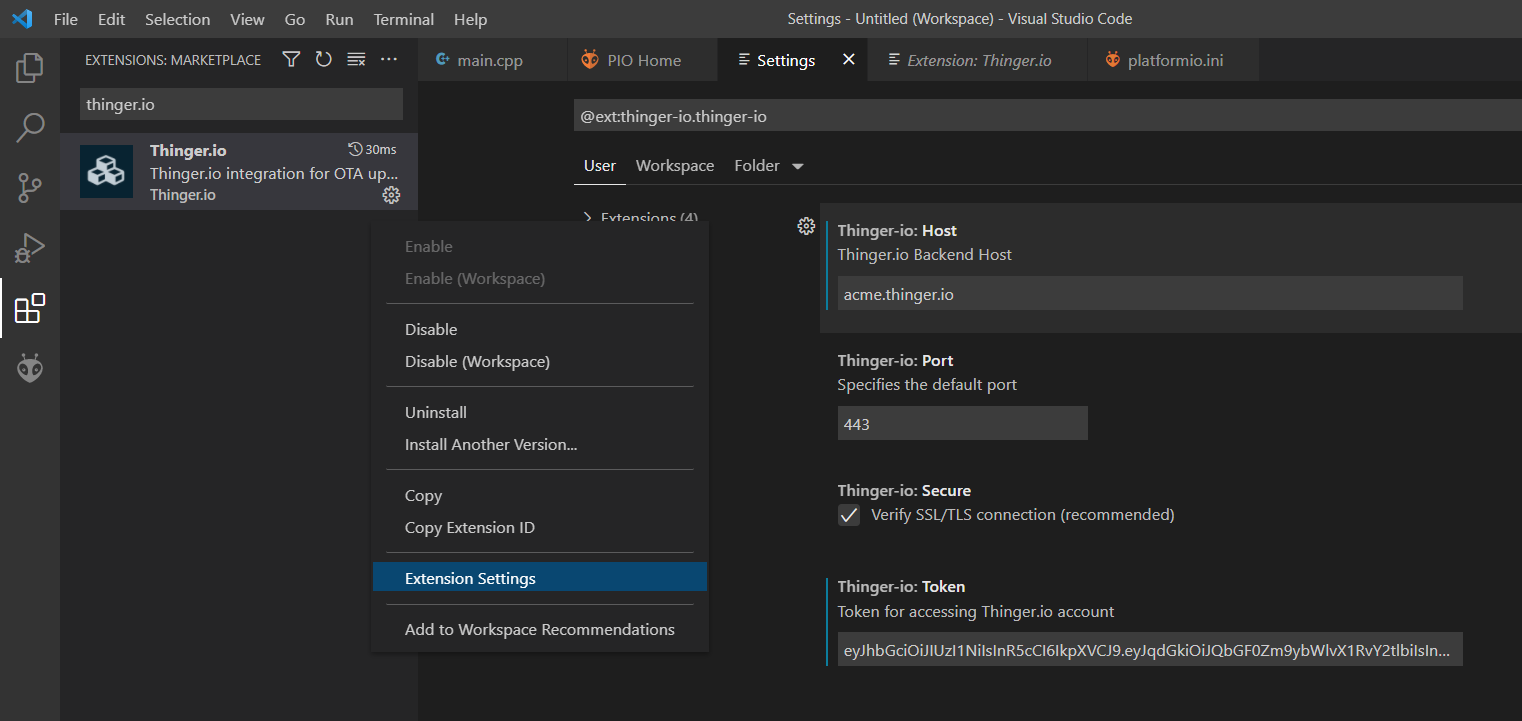 File Edit Selection View Go Run Terminal Help
Settings - Untitled (Workspace) - Visual Studio Code
EXTENSIONS: MARKETPLACE
main.cpp
PIO Home
Settings
Extension: Thinger.io
platformio.ini
thinger.io
Thinger.io
30ms
Thinger.io integration for OTA up...
Thinger.io
@ext:thinger-io.thinger-io
User Workspace Folder
Extensions (4)
Enable
Enable (Workspace)
Disable
Disable (Workspace)
Uninstall
Install Another Version...
Copy
Copy Extension ID
Extension Settings
Add to Workspace Recommendations
Thinger-io: Host
Thinger.io Backend Host
acme.thinger.io
Thinger-io: Port
Specifies the default port
443
Thinger-io: Secure
Verify SSL/TLS connection (recommended)
Thinger-io: Token
Token for accessing Thinger.io account
eyJhbGciOiJIUzI1NiIsInR5cCI6IkpXVCJ9.eyJqdGkiOiJQbGF0Zm9ybWlvX1RvY2tlbiIsIn...